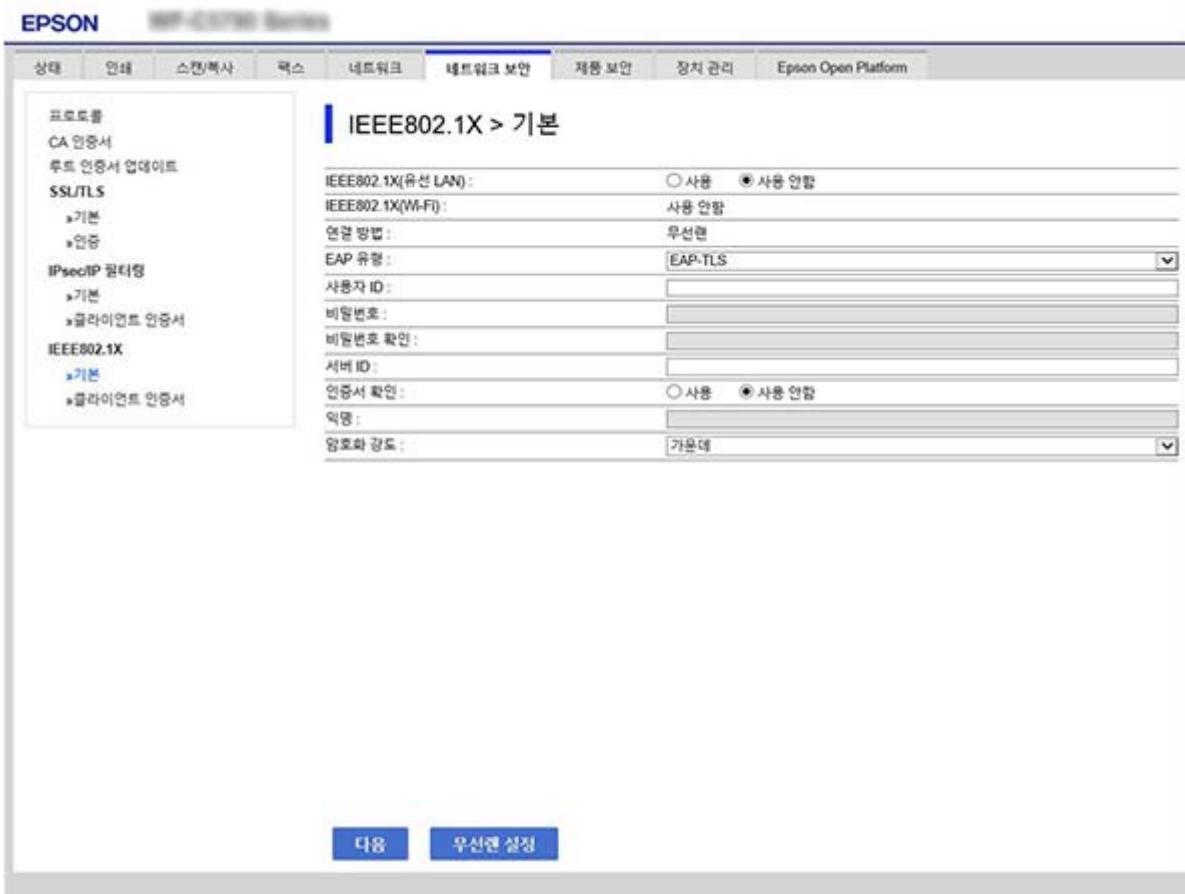 EPSON
상태 인쇄 스캔/복사 팩스 네트워크 네트워크 보안 제품 보안 장치 관리 Epson Open Platform
프로토콜
CA 인증서
루트 인증서 업데이트
SSL/TLS
»기본
»인증
IPsec/IP 필터링
»기본
»클라이언트 인증서
IEEE802.1X
»기본
»클라이언트 인증서
IEEE802.1X > 기본
IEEE802.1X(유선 LAN) : 사용 사용 안함
IEEE802.1X(Wi-Fi) : 사용 안함
연결 방법 : 무선랜
EAP 유형 : EAP-TLS
사용자 ID :
비밀번호 :
비밀번호 확인 :
서버 ID :
인증서 확인 : 사용 사용 안함
익명 :
암호화 강도 : 가운데
다음 무선랜 설정